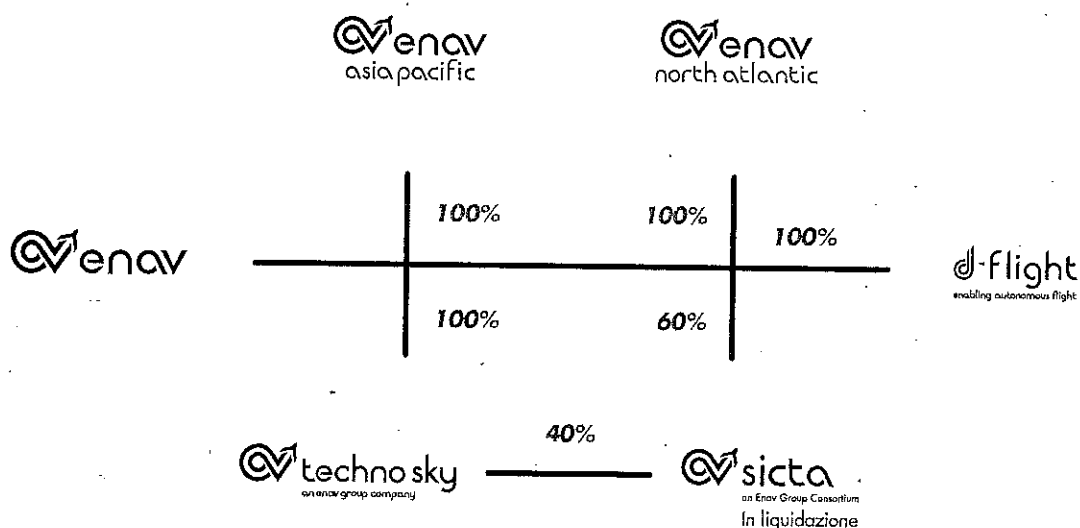 enav
asia pacific
enav
north atlantic
100%
100%
100%
enav
d-flight
enabling autonomous flight
100%
60%
40%
techno sky
an enav group company
sicta
an Enav Group Consortium
In liquidazione